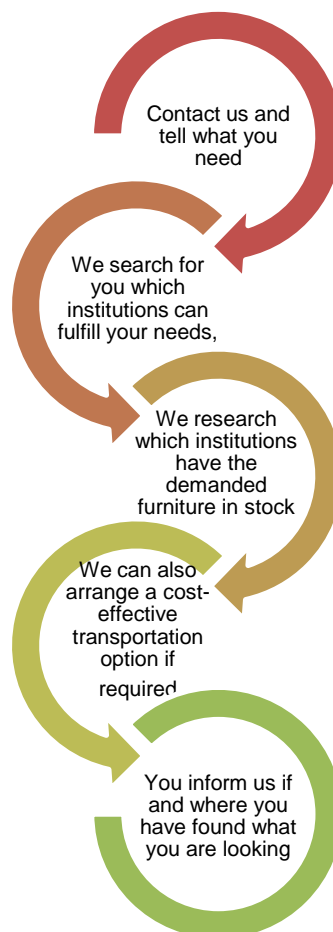 Contact us and
tell what you
need
We search for
you which
institutions can
fulfill your needs,
We research
which institutions
have the
demanded
furniture in stock
We can also
arrange a cost-
effective
transportation
option if
required
You inform us if
and where you
have found what
you are looking